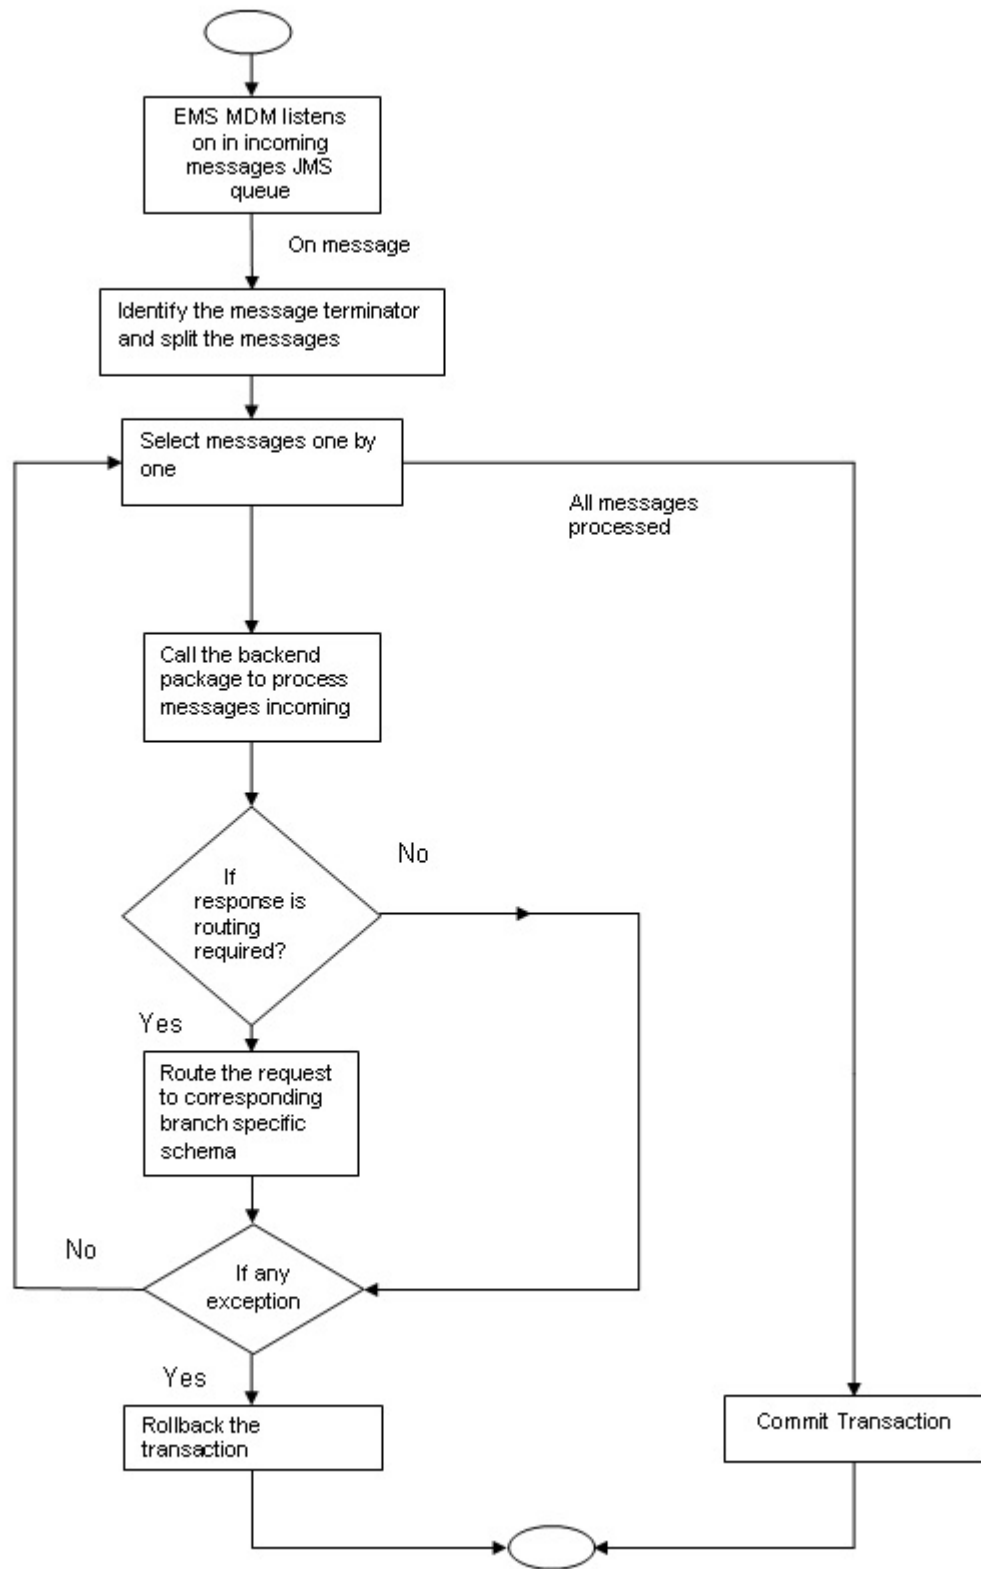 EMS MDM listens
on in incoming
messages JMS
queue
On message
Identify the message terminator
and split the messages
Select messages one by
one
All messages
processed
Call the backend
package to process
messages incoming
No
If
response is
routing
required?
Yes
Route the request
to corresponding
branch specific
schema
No
If any
exception
Yes
Rollback the
transaction
Commit Transaction